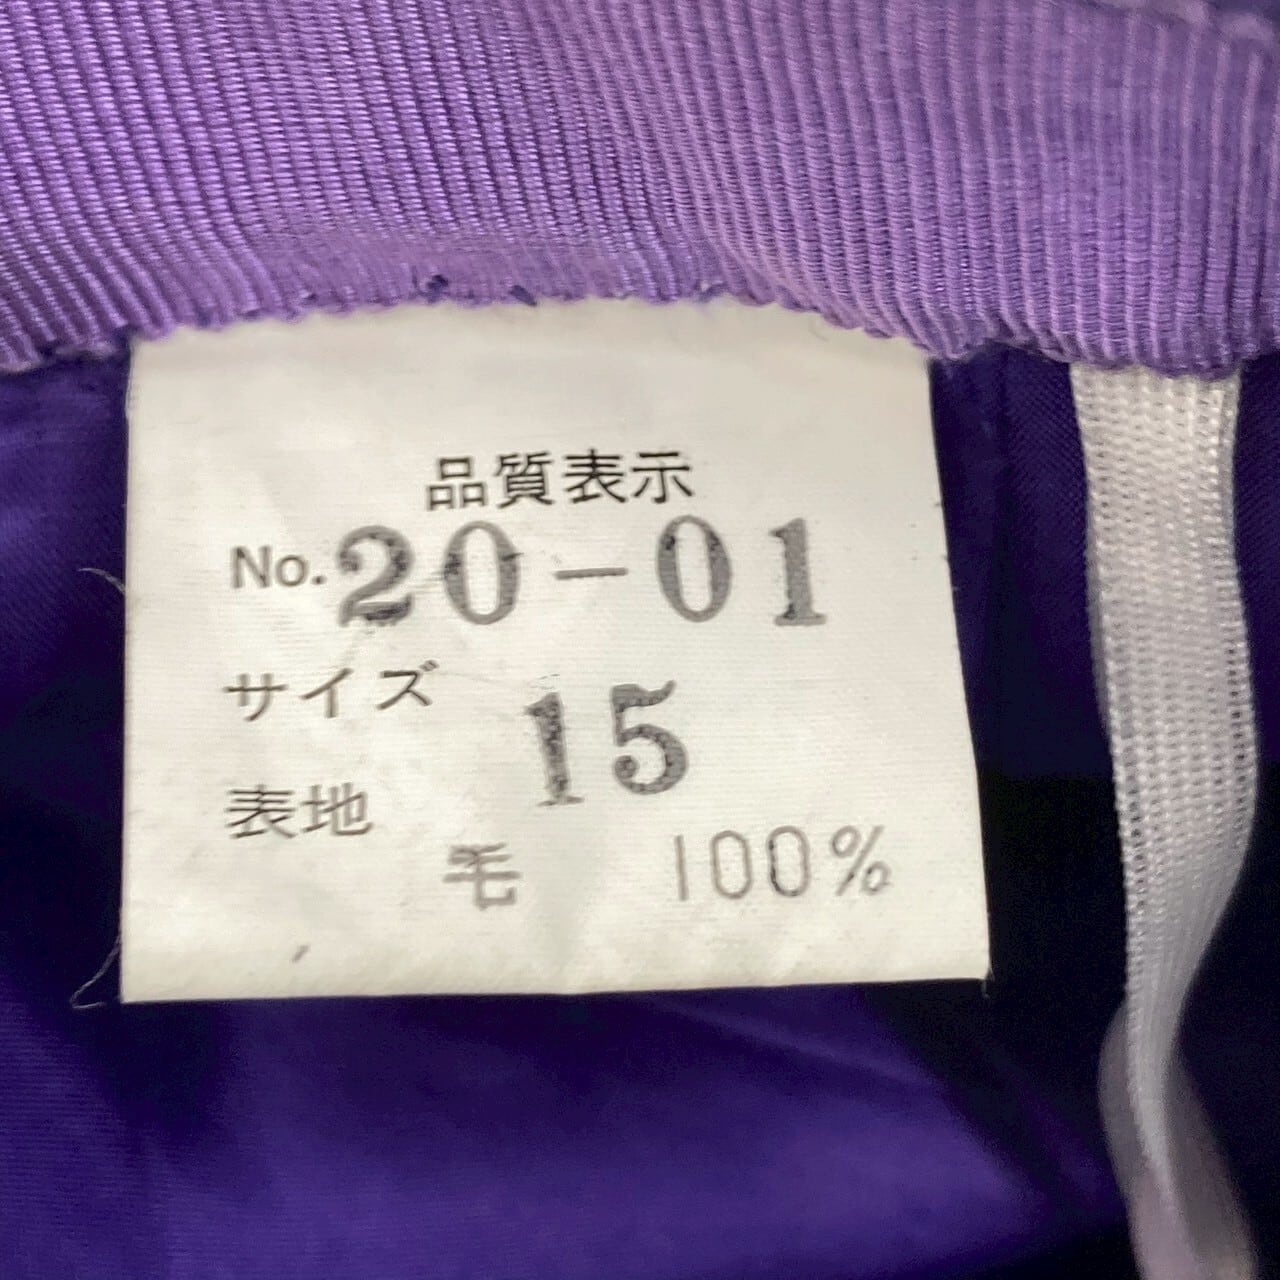 品質表示
No. 20-01
サイズ 15
表地
毛 100%